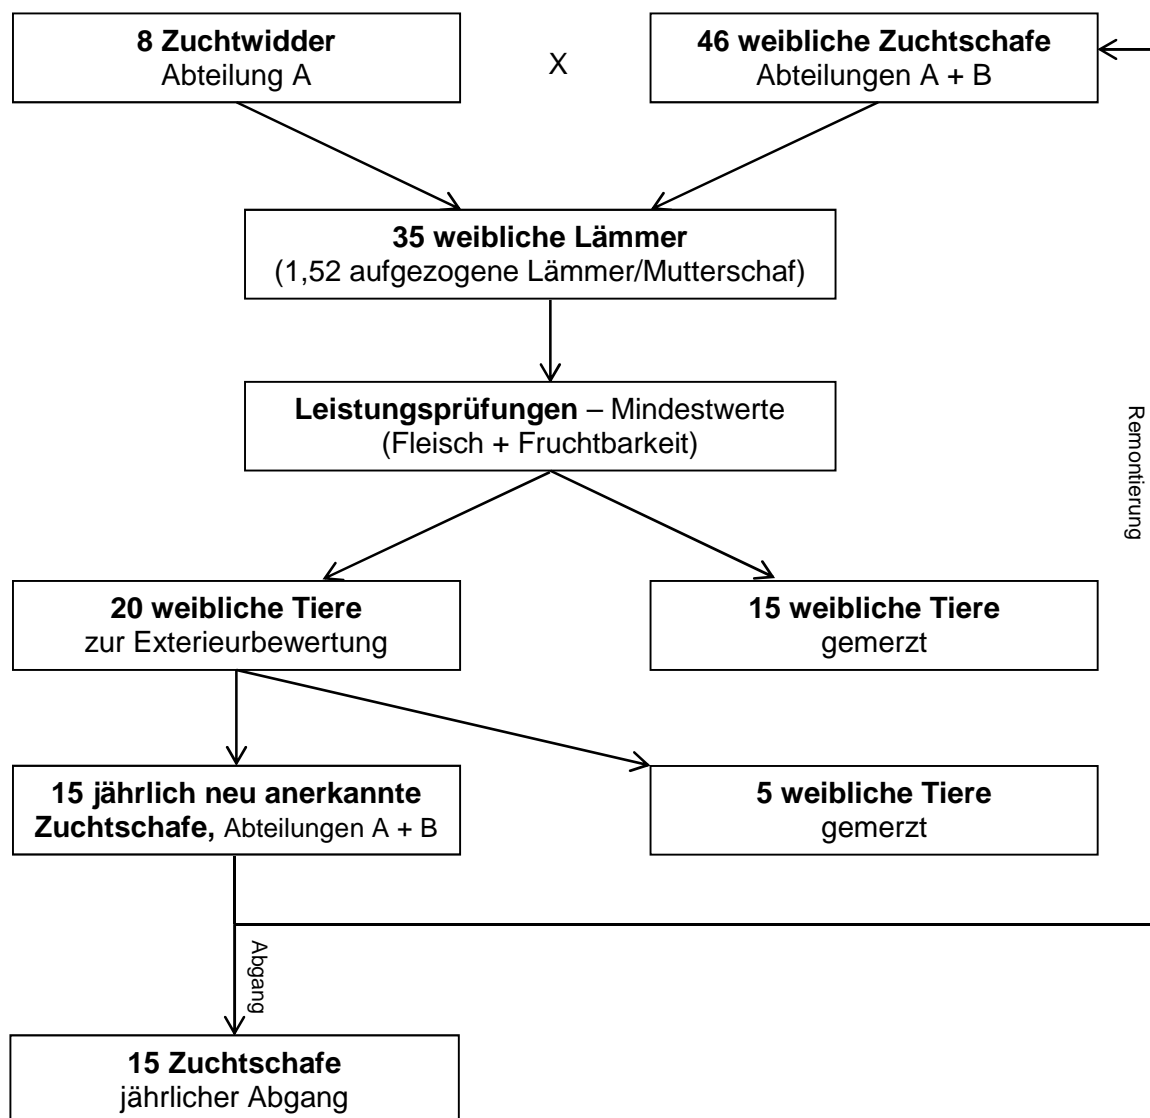 8 Zuchtwidder
Abteilung A
X
46 weibliche Zuchtschafe
Abteilungen A + B
35 weibliche Lämmer
(1,52 aufgezogene Lämmer/Mutterschaf)
Leistungsprüfungen – Mindestwerte
(Fleisch + Fruchtbarkeit)
Remontierung
20 weibliche Tiere
zur Exterieurbewertung
15 weibliche Tiere
gemerzt
15 jährlich neu anerkannte
Zuchtschafe, Abteilungen A + B
5 weibliche Tiere
gemerzt
Abgang
15 Zuchtschafe
jährlicher Abgang